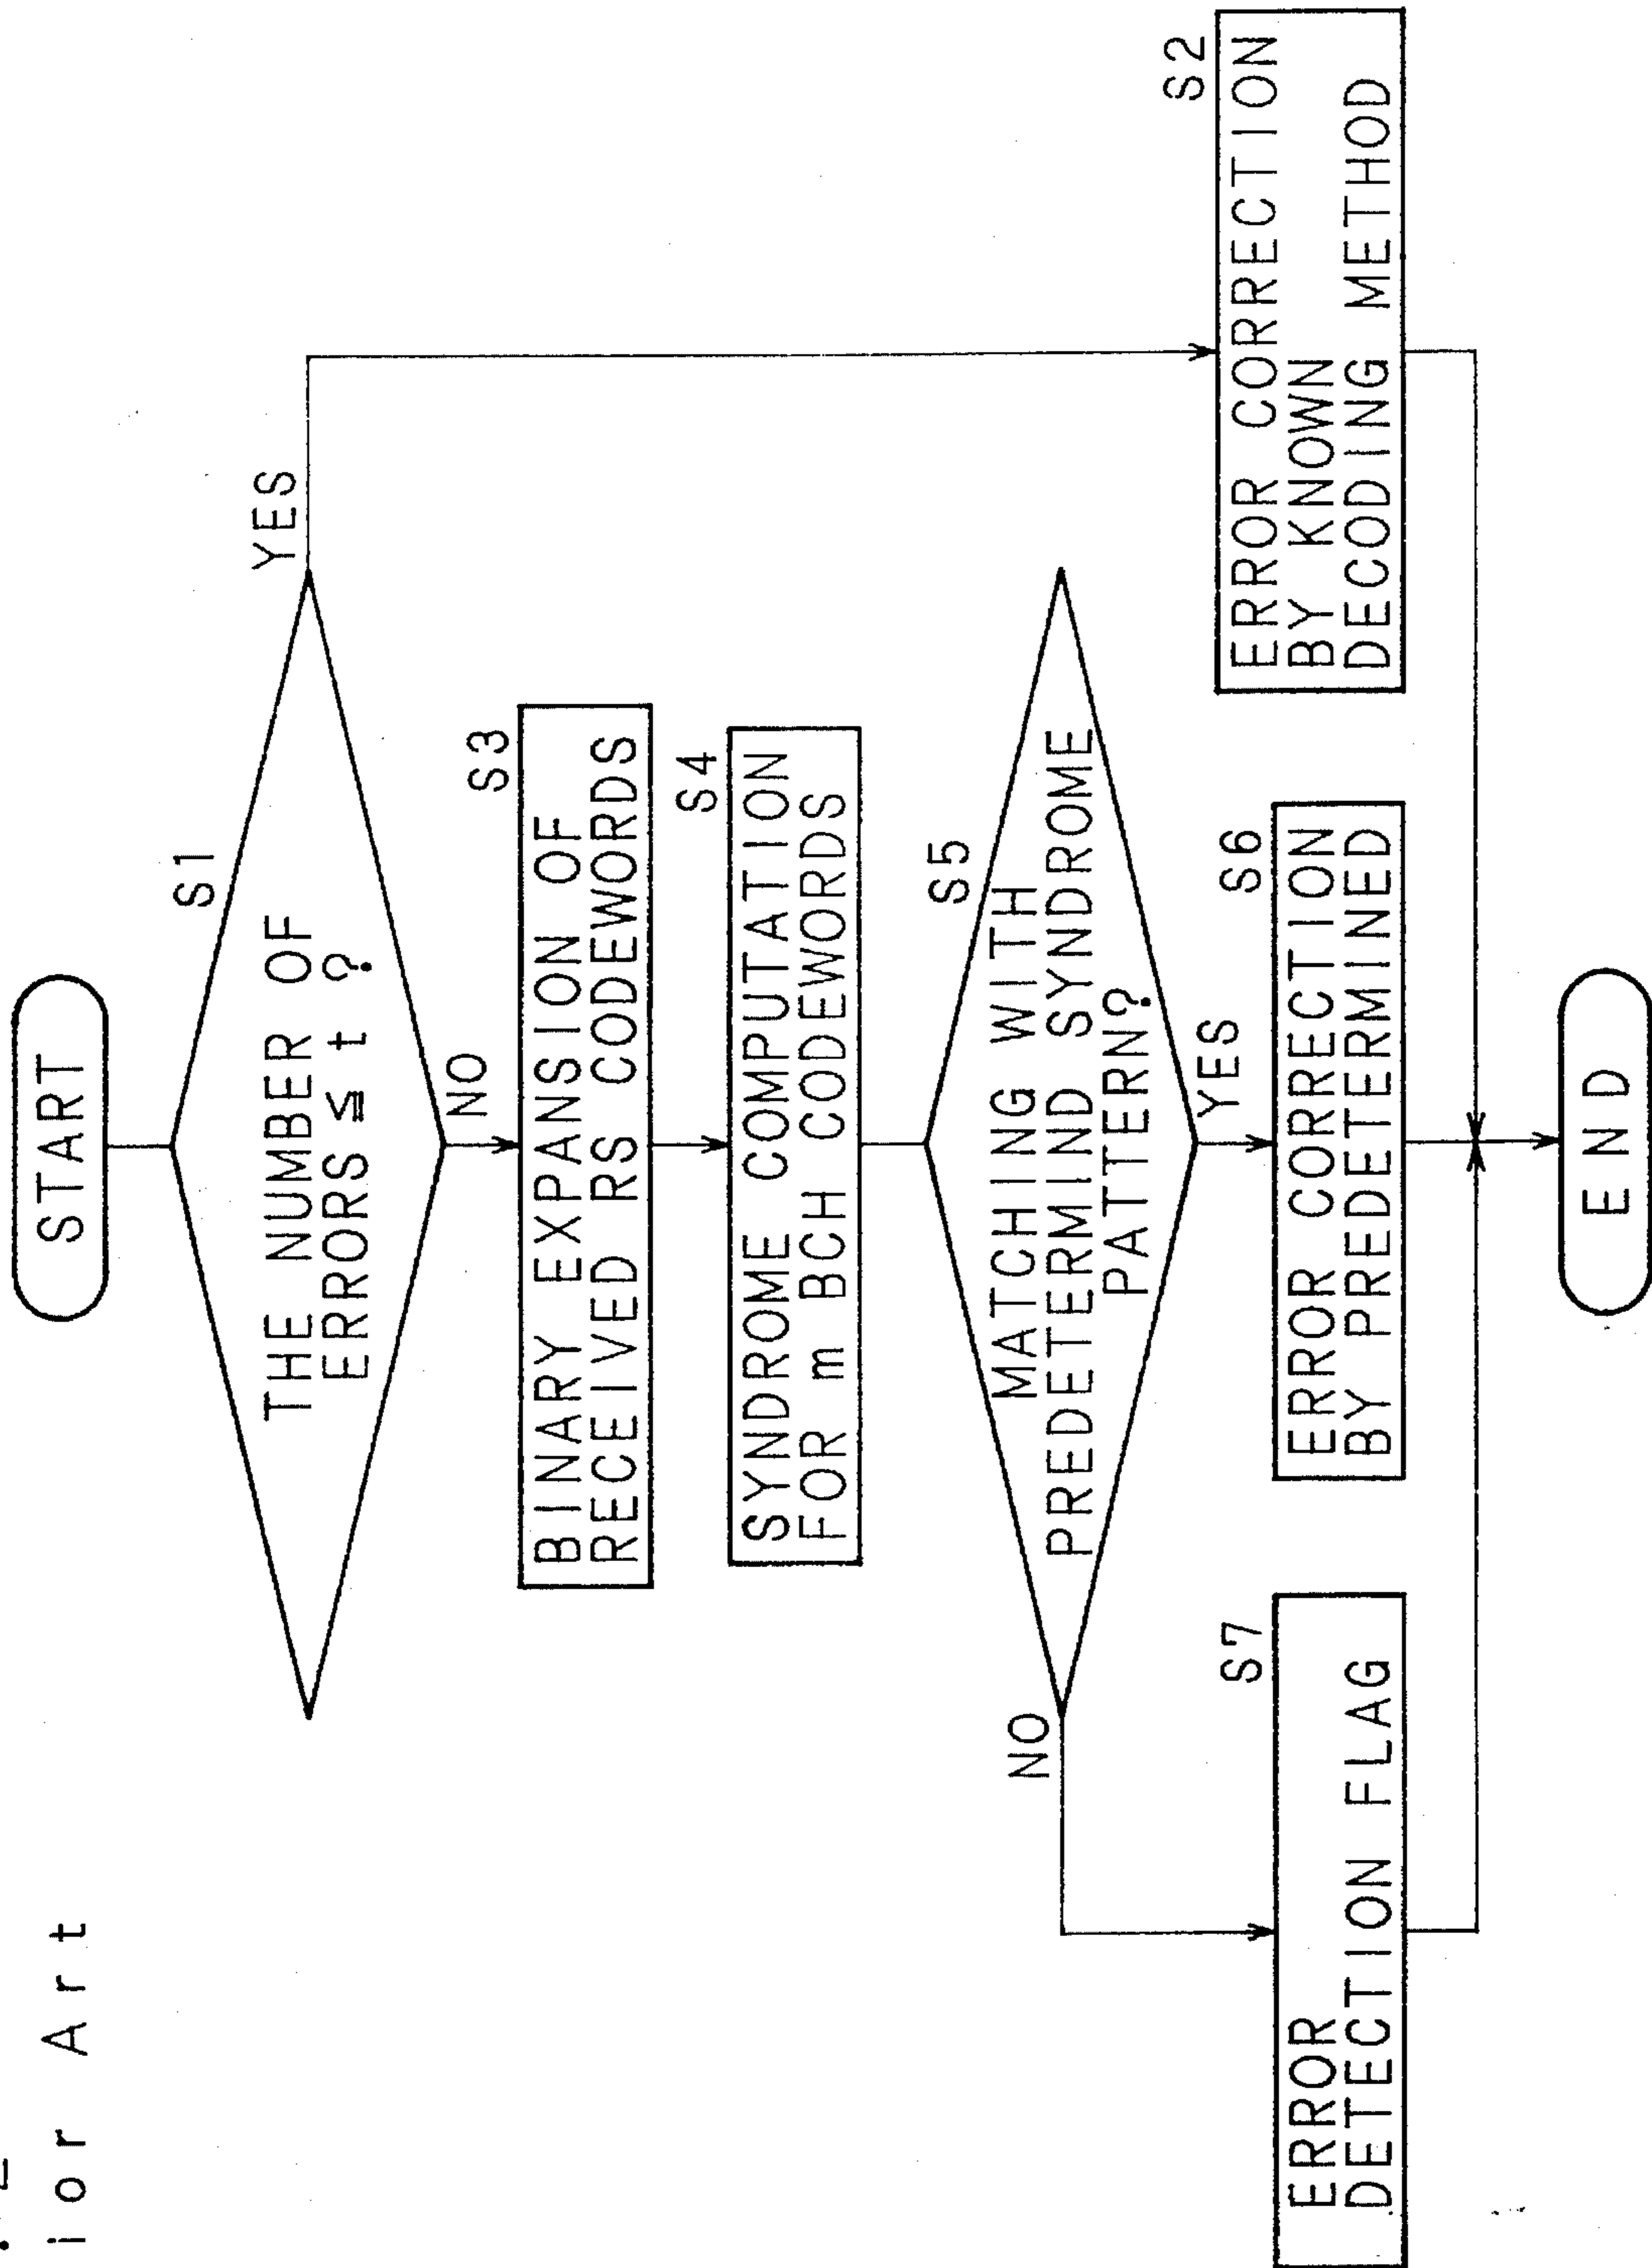 ior Art
START
S1
THE NUMBER OF
ERRORS ≦ t ?
YES
NO
S3
BINARY EXPANSION OF
RECEIVED RS CODEWORDS
S4
SYNDROME COMPUTATION
FOR m BCH CODEWORDS
S5
MATCHING WITH
PREDETERMIND SYNDROME
PATTERN?
NO
YES
S7
ERROR
DETECTION FLAG
S6
ERROR CORRECTION
BY PREDETERMINED
S2
ERROR CORRECTION
BY KNOWN
DECODING METHOD
END